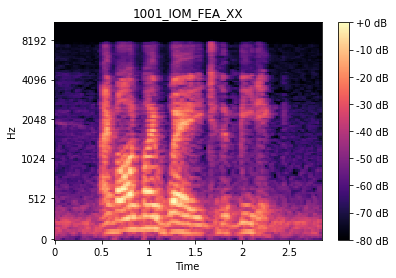 1001_IOM_FEA_XX
+0 dB
8192
-10 dB
4096
-20 dB
-30 dB
2048
Hz
-40 dB
1024
-50 dB
512
-60 dB
-70 dB
0
-80 dB
0 0.5 1 1.5 2 2.5
Time